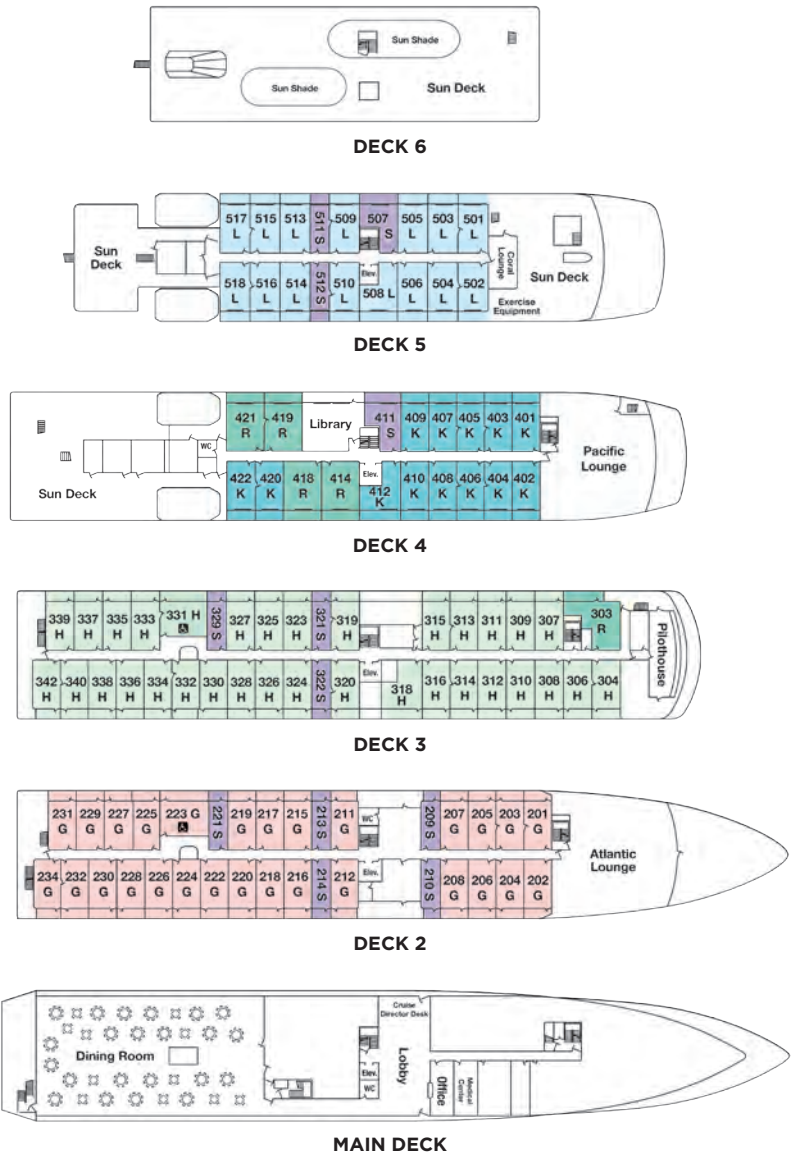 Sun Shade
Sun Shade
Sun Deck
DECK 6
517 L 515 L 513 L 511 S 509 L 507 S 505 L 503 L 501 L
Sun Deck
Elev.
Coral Lounge
Sun Deck
518 L 516 L 514 L 512 S 510 L 508 L 506 L 504 L 502 L
Exercise Equipment
DECK 5
421 R 419 R Library 411 S 409 K 407 K 405 K 403 K 401 K
WC
Pacific Lounge
Elev.
Sun Deck
422 K 420 K 418 R 414 R 412 K 410 K 408 K 406 K 404 K 402 K
DECK 4
339 H 337 H 335 H 333 H 331 H 329 S 327 H 325 H 323 H 321 S 319 H 315 H 313 H 311 H 309 H 307 H 303 R
Pilothouse
Elev.
342 H 340 H 338 H 336 H 334 H 332 H 330 H 328 H 326 H 324 H 322 S 320 H 318 H 316 H 314 H 312 H 310 H 308 H 306 H 304 H
DECK 3
231 G 229 G 227 G 225 G 223 G 221 S 219 G 217 G 215 G 213 S 211 G WC 209 S 207 G 205 G 203 G 201 G
Atlantic Lounge
Elev.
234 G 232 G 230 G 228 G 226 G 224 G 222 G 220 G 218 G 216 G 214 S 212 G 210 S 208 G 206 G 204 G 202 G
DECK 2
Cruise Director Desk
Dining Room
Lobby
Elev.
WC
Office
Medical Center
MAIN DECK